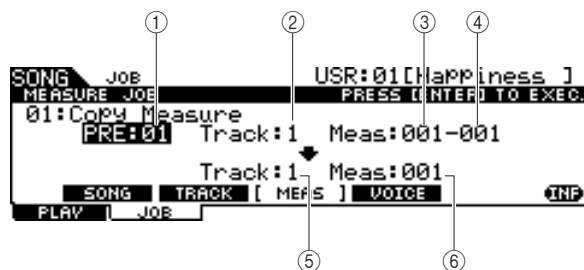 ① ② ③ ④
SONG JOB USR:01[Happiness ]
MEASURE JOB PRESS [ENTER] TO EXEC.
01:Copy Measure
PRE:01 Track:1 Meas:001-001
Track:1 Meas:001
SONG TRACK [ MEAS ] VOICE INF
PLAY JOB
⑤ ⑥